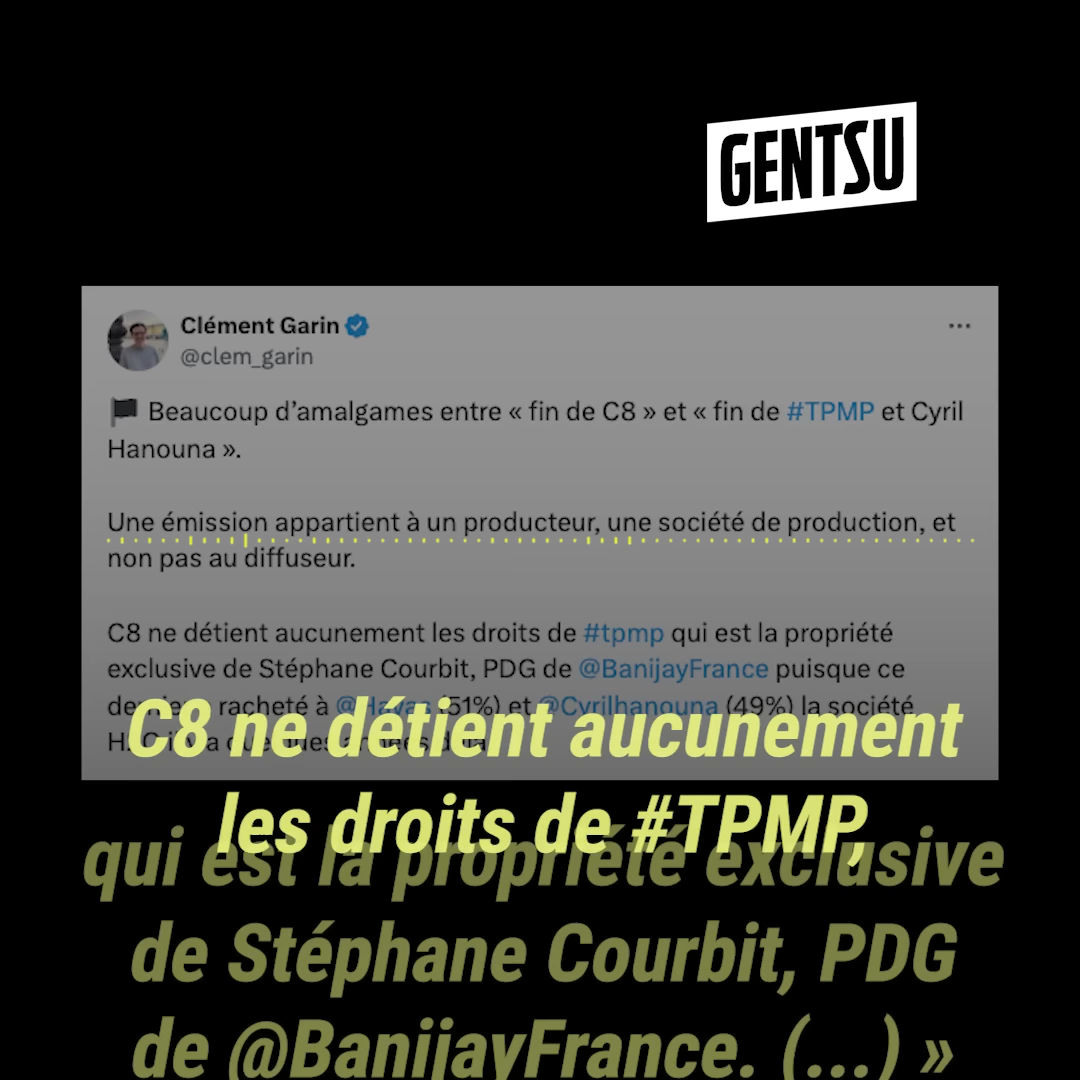 GENTSU
Clément Garin
@clem_garin
Beaucoup d’amalgames entre « fin de C8 » et « fin de #TPMP et Cyril
Hanouna ».
Une émission appartient à un producteur, une société de production, et
non pas au diffuseur.
C8 ne détient aucunement les droits de #tpmp qui est la propriété
exclusive de Stéphane Courbit, PDG de @BanijayFrance puisque ce
racheté à @Havas (51%) et @Cyrilhanouna (49%) la société
C8 ne détient aucunement
les droits de #TPMP,
qui est la propriété exclusive
de Stéphane Courbit, PDG
de @BanijayFrance. (...) »